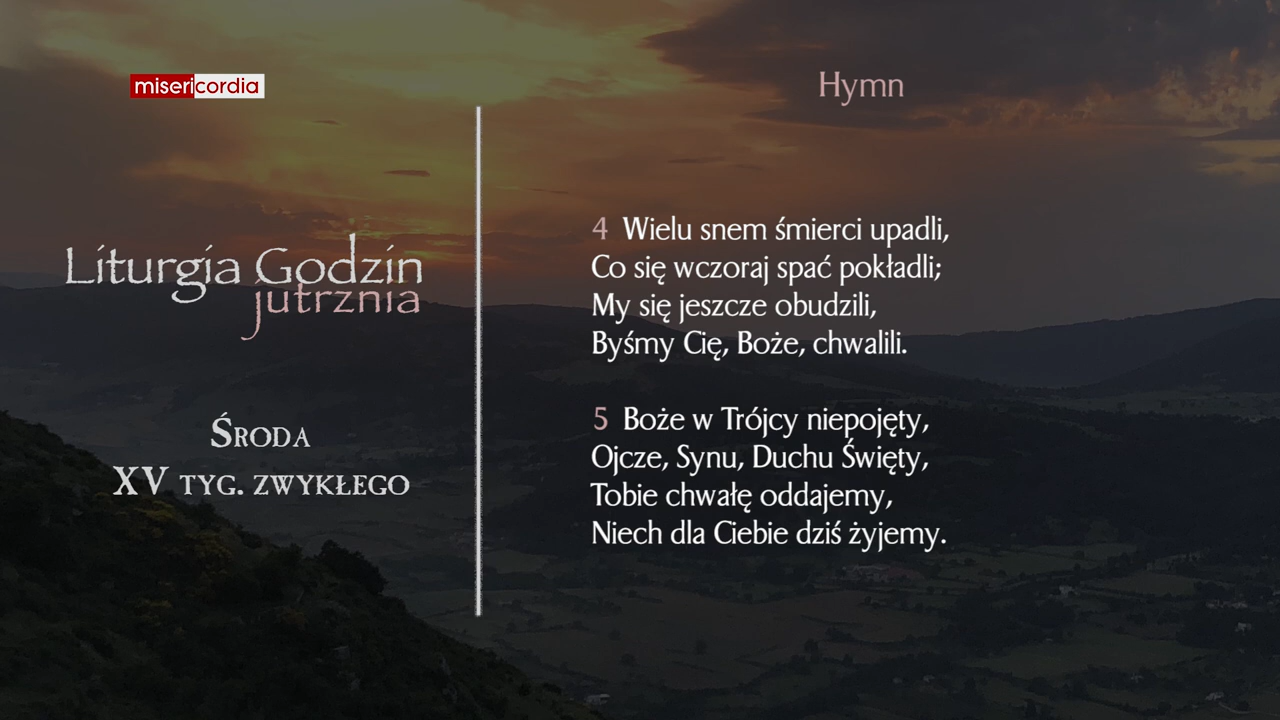 misericordia
Liturgia Godzin
jutrznia
Środa
XV tyg. zwykłego
Hymn
4 Wielu snem śmierci upadli,
Co się wczoraj spać pokładli;
My się jeszcze obudzili,
Byśmy Cię, Boże, chwalili.
5 Boże w Trójcy niepojęty,
Ojcze, Synu, Duchu Święty,
Tobie chwałę oddajemy,
Niech dla Ciebie dziś żyjemy.